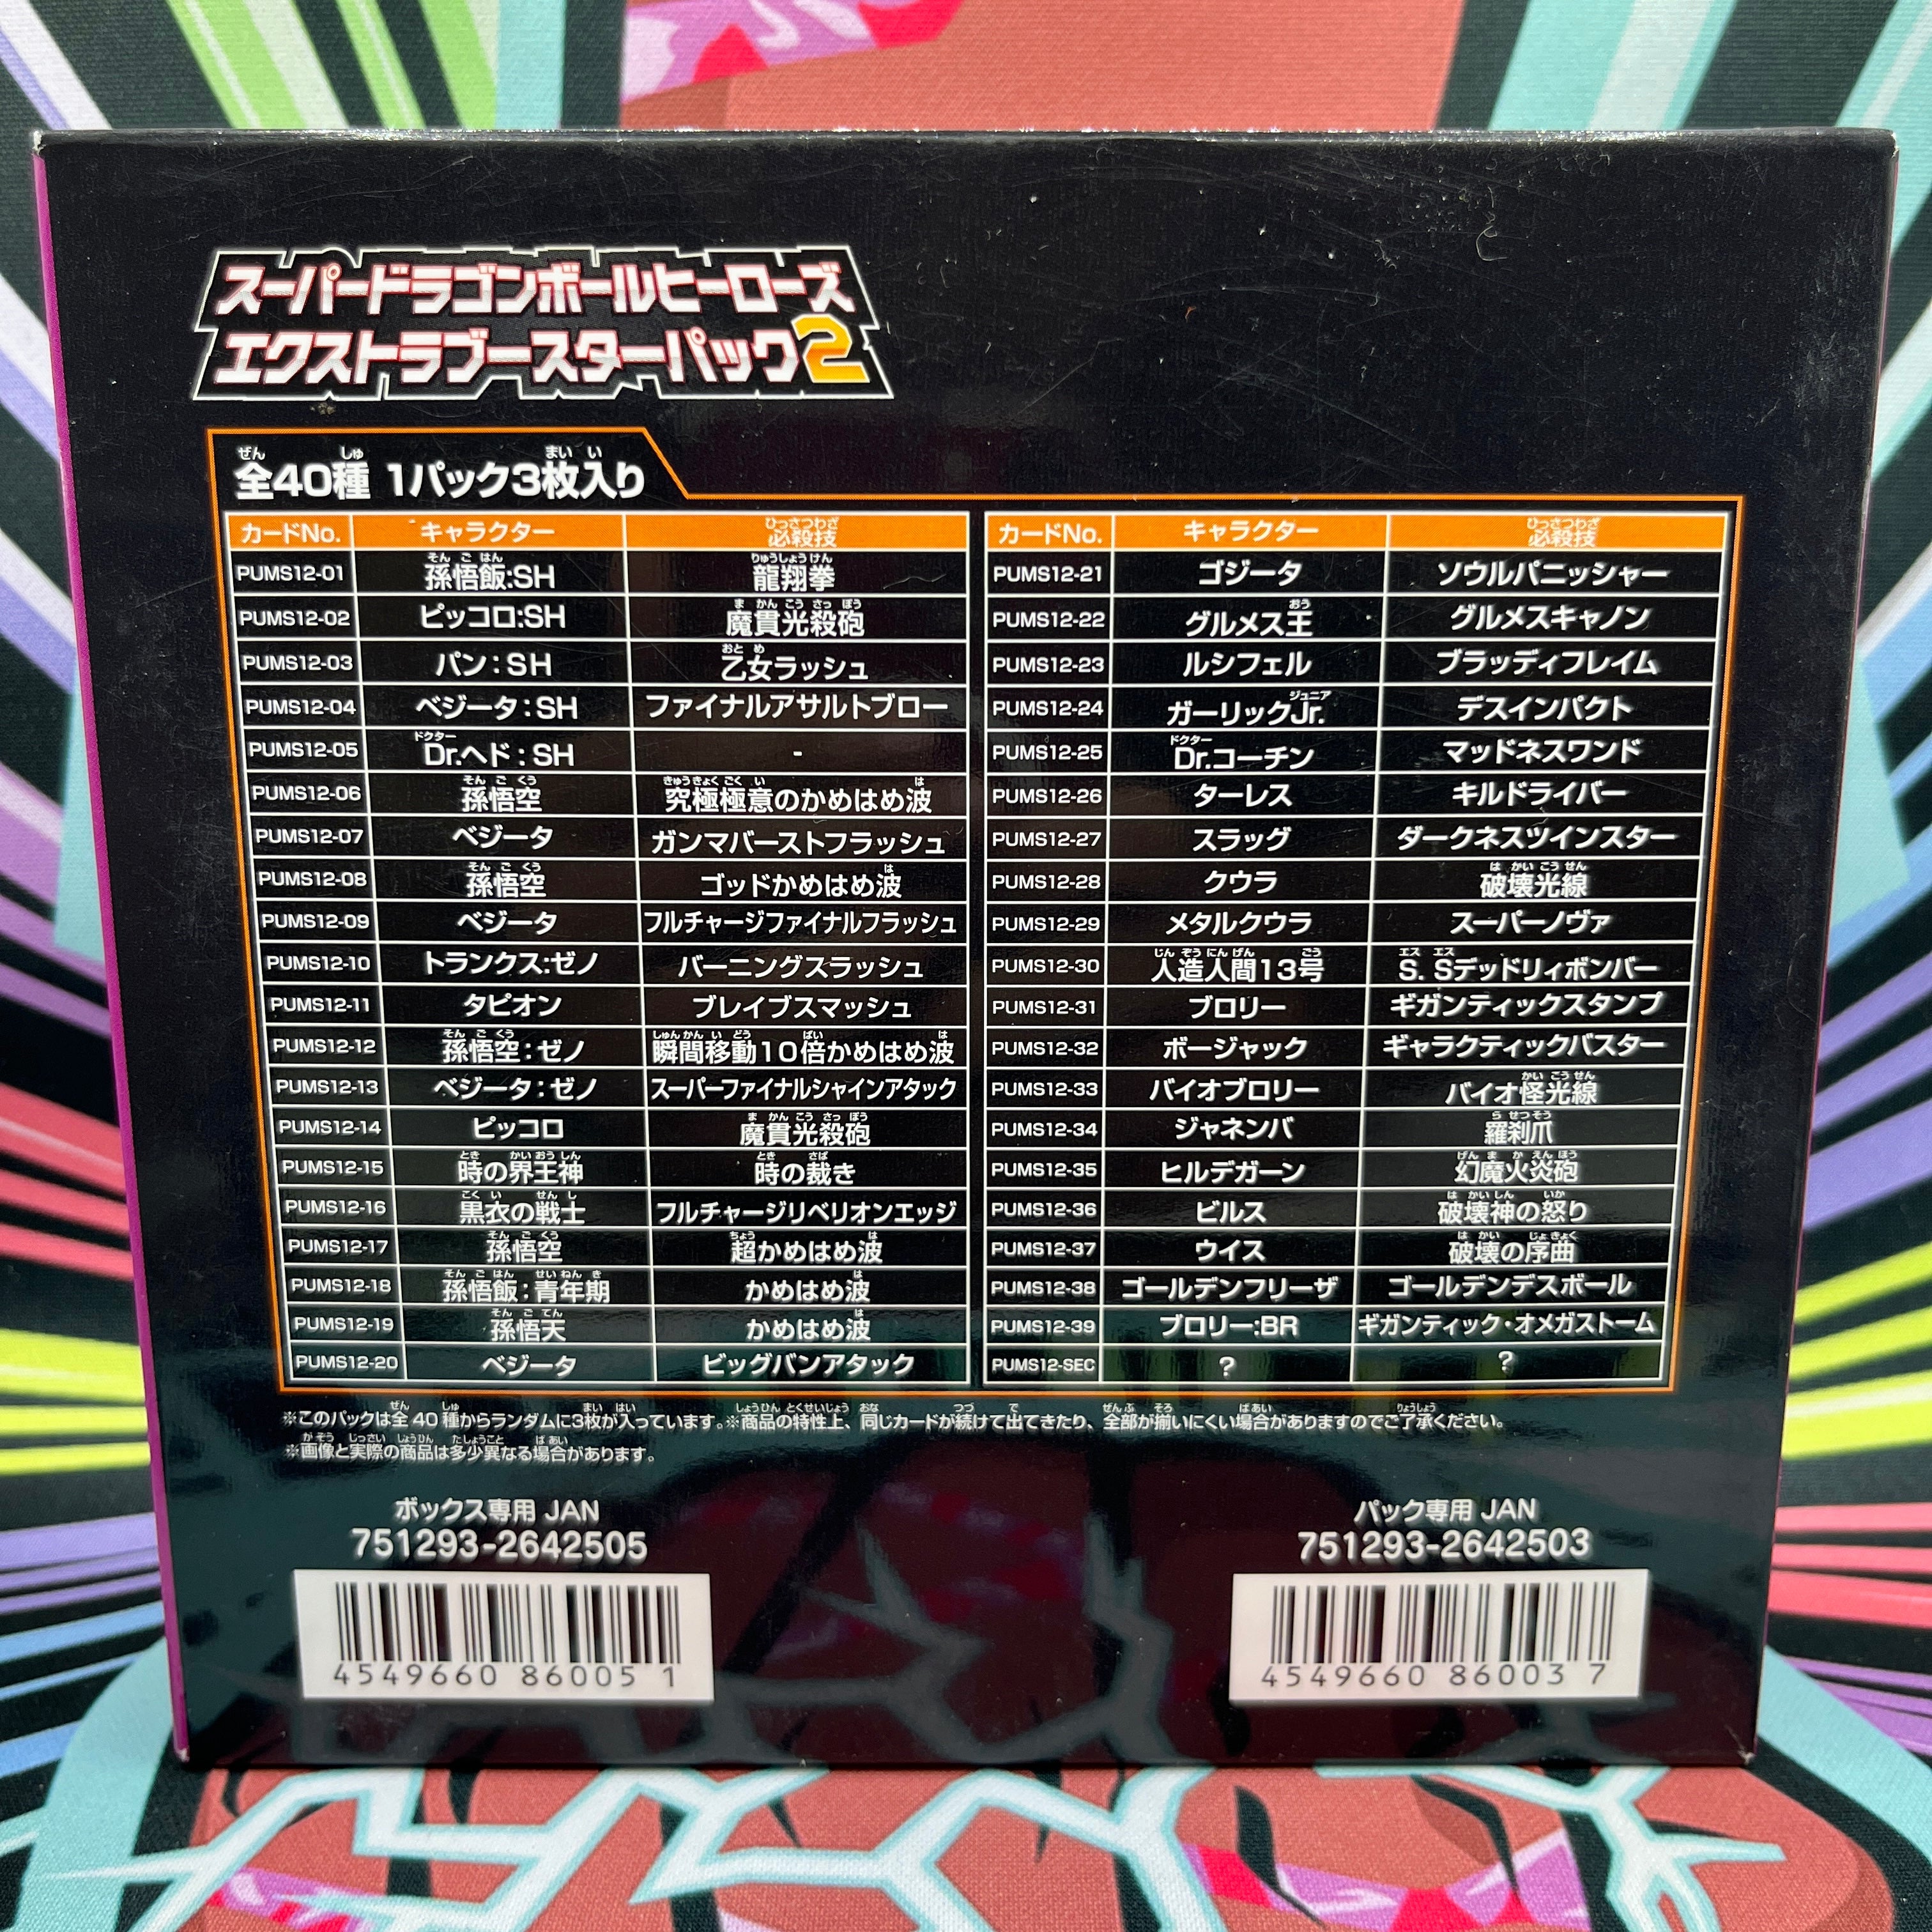 スーパードラゴンボールヒーローズ
エクストラブースターパック2
全40種 1パック3枚入り
カードNo. キャラクター 必殺技
PUMS12-01 孫悟飯:SH 龍翔拳
PUMS12-02 ピッコロ:SH 魔貫光殺砲
PUMS12-03 パン:SH 乙女ラッシュ
PUMS12-04 ベジータ:SH ファイナルアサルトブロー
PUMS12-05 Dr.ヘド:SH -
PUMS12-06 孫悟空 究極極意のかめはめ波
PUMS12-07 ベジータ ガンマバーストフラッシュ
PUMS12-08 孫悟空 ゴッドかめはめ波
PUMS12-09 ベジータ フルチャージファイナルフラッシュ
PUMS12-10 トランクス:ゼノ バーニングスラッシュ
PUMS12-11 タピオン ブレイブスマッシュ
PUMS12-12 孫悟空:ゼノ 瞬間移動10倍かめはめ波
PUMS12-13 ベジータ:ゼノ スーパーファイナルシャインアタック
PUMS12-14 ピッコロ 魔貫光殺砲
PUMS12-15 時の界王神 時の裁き
PUMS12-16 黒衣の戦士 フルチャージリベリオンエッジ
PUMS12-17 孫悟空 超かめはめ波
PUMS12-18 孫悟飯:青年期 かめはめ波
PUMS12-19 孫悟天 かめはめ波
PUMS12-20 ベジータ ビッグバンアタック
カードNo. キャラクター 必殺技
PUMS12-21 ゴジータ ソウルパニッシャー
PUMS12-22 グルメス王 グルメスキャノン
PUMS12-23 ルシフェル ブラッディフレイム
PUMS12-24 ガーリックJr. デスインパクト
PUMS12-25 Dr.コーチン マッドネスワンド
PUMS12-26 ターレス キルドライバー
PUMS12-27 スラッグ ダークネスツインスター
PUMS12-28 クウラ 破壊光線
PUMS12-29 メタルクウラ スーパーノヴァ
PUMS12-30 人造人間13号 S.Sデッドリィボンバー
PUMS12-31 ブロリー ギガンティックスタンプ
PUMS12-32 ボージャック ギャラクティックバスター
PUMS12-33 バイオブロリー バイオ怪光線
PUMS12-34 ジャネンバ 羅刹爪
PUMS12-35 ヒルデガーン 幻魔火炎砲
PUMS12-36 ビルス 破壊神の怒り
PUMS12-37 ウイス 破壊の序曲
PUMS12-38 ゴールデンフリーザ ゴールデンデスボール
PUMS12-39 ブロリー:BR ギガンティック・オメガストーム
PUMS12-SEC ? ?
※このパックは全40種からランダムに3枚が入っています。※商品の特性上、同じカードが続けて出てきたり、全部が揃いにくい場合がありますのでご了承ください。
※画像と実際の商品は多少異なる場合があります。
ボックス専用 JAN
751293-2642505
4549660 86005 1
パック専用 JAN
751293-2642503
4549660 86003 7